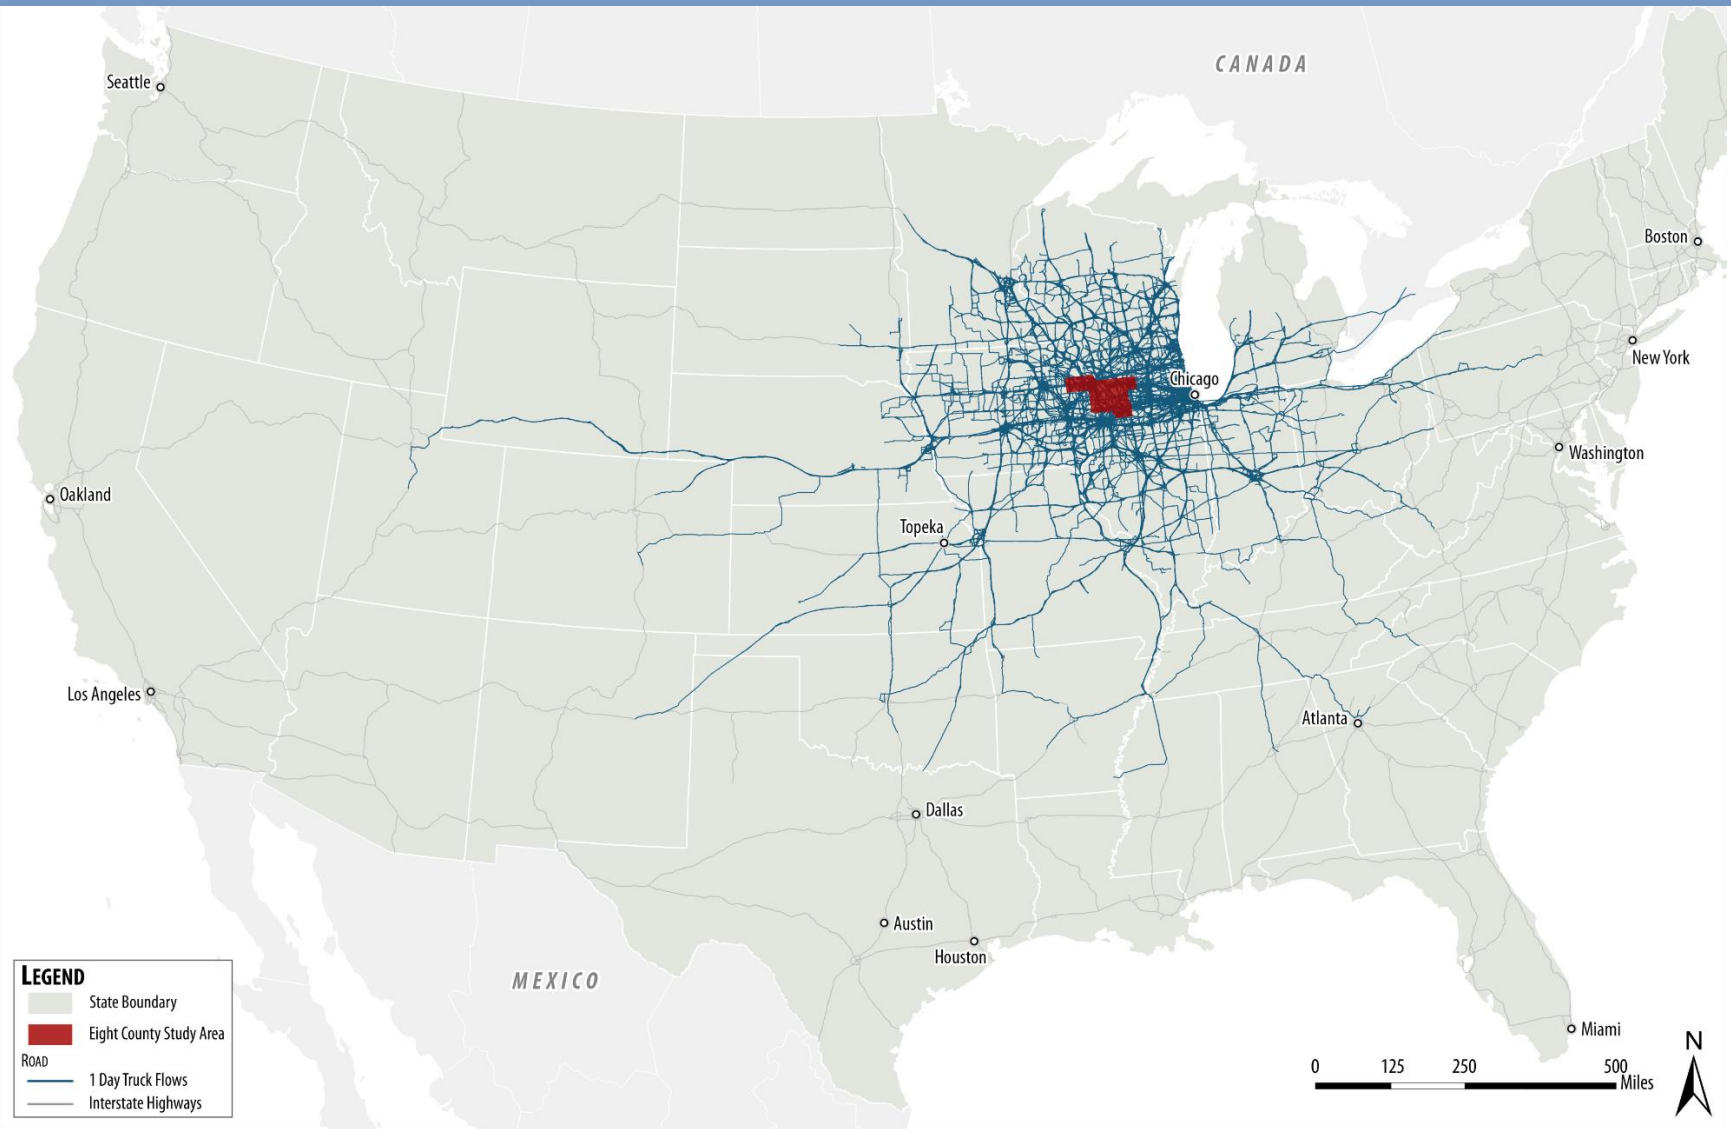 CANADA
Seattle
Boston
New York
Chicago
Washington
Oakland
Topeka
Los Angeles
Atlanta
Dallas
Austin
Houston
MEXICO
Miami
LEGEND
State Boundary
Eight County Study Area
ROAD
1 Day Truck Flows
Interstate Highways
N
0 125 250 500
Miles